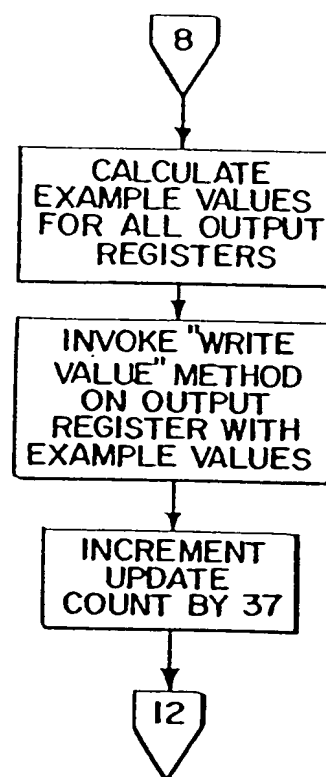 8
CALCULATE
EXAMPLE VALUES
FOR ALL OUTPUT
REGISTERS
INVOKE "WRITE
VALUE" METHOD
ON OUTPUT
REGISTER WITH
EXAMPLE VALUES
INCREMENT
UPDATE
COUNT BY 37
12